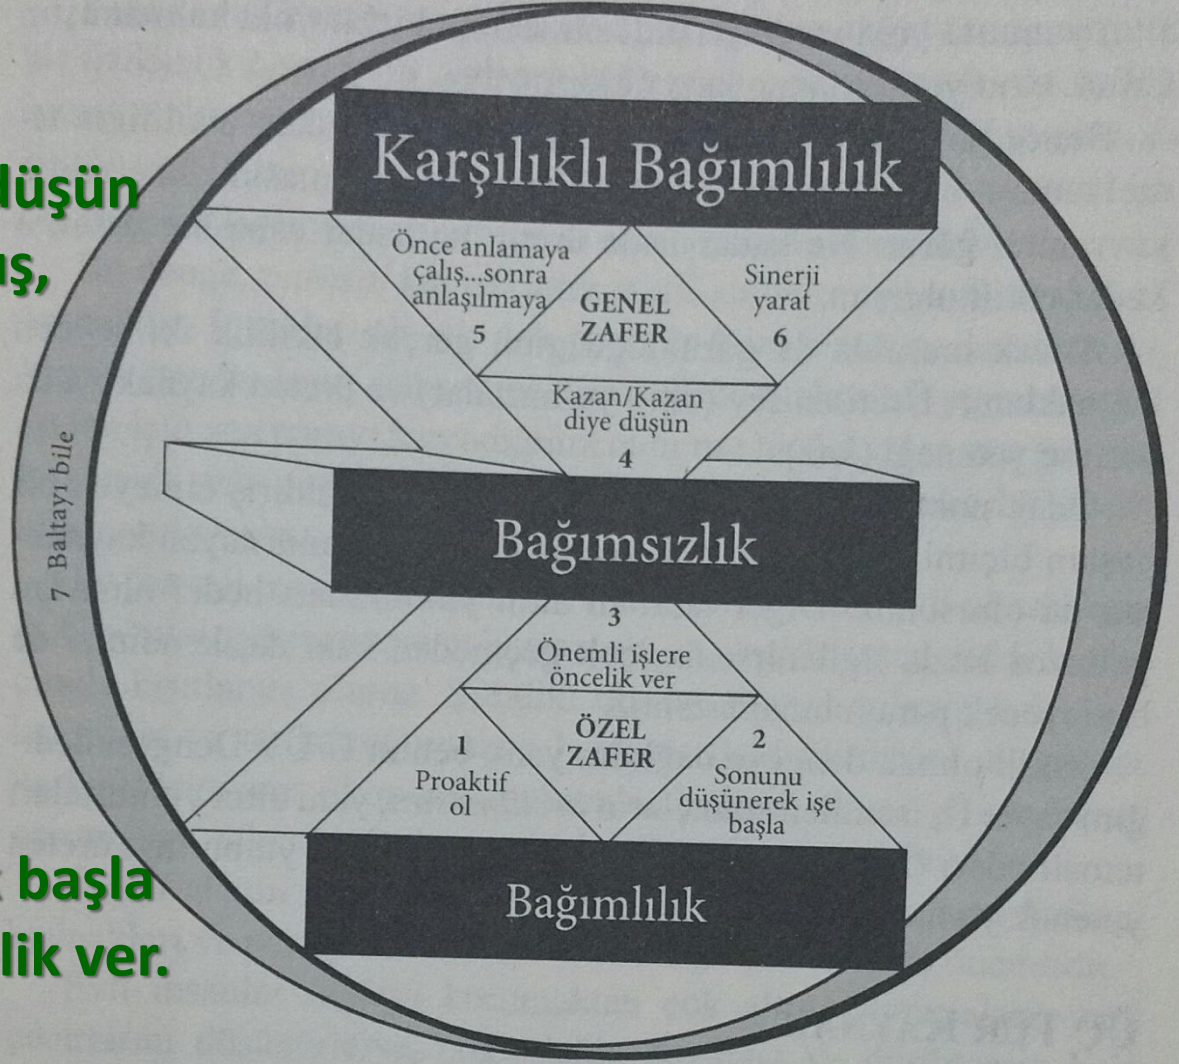 Karşılıklı Bağımlılık
düşün
Önce anlamaya
çalış...sonra
anlaşılmaya
5
GENEL
ZAFER
Sinerji
yarat
6
Kazan/Kazan
diye düşün
4
7 Baltayı bile
Bağımsızlık
3
Önemli işlere
öncelik ver
1
Proaktif
ol
ÖZEL
ZAFER
2
Sonunu
düşünerek işe
başla
Bağımlılık
başla
ver.